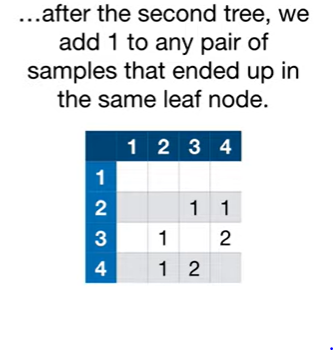 ...after the second tree, we
add 1 to any pair of
samples that ended up in
the same leaf node.
1 2 3 4
1
2 1 1
3 1 2
4 1 2